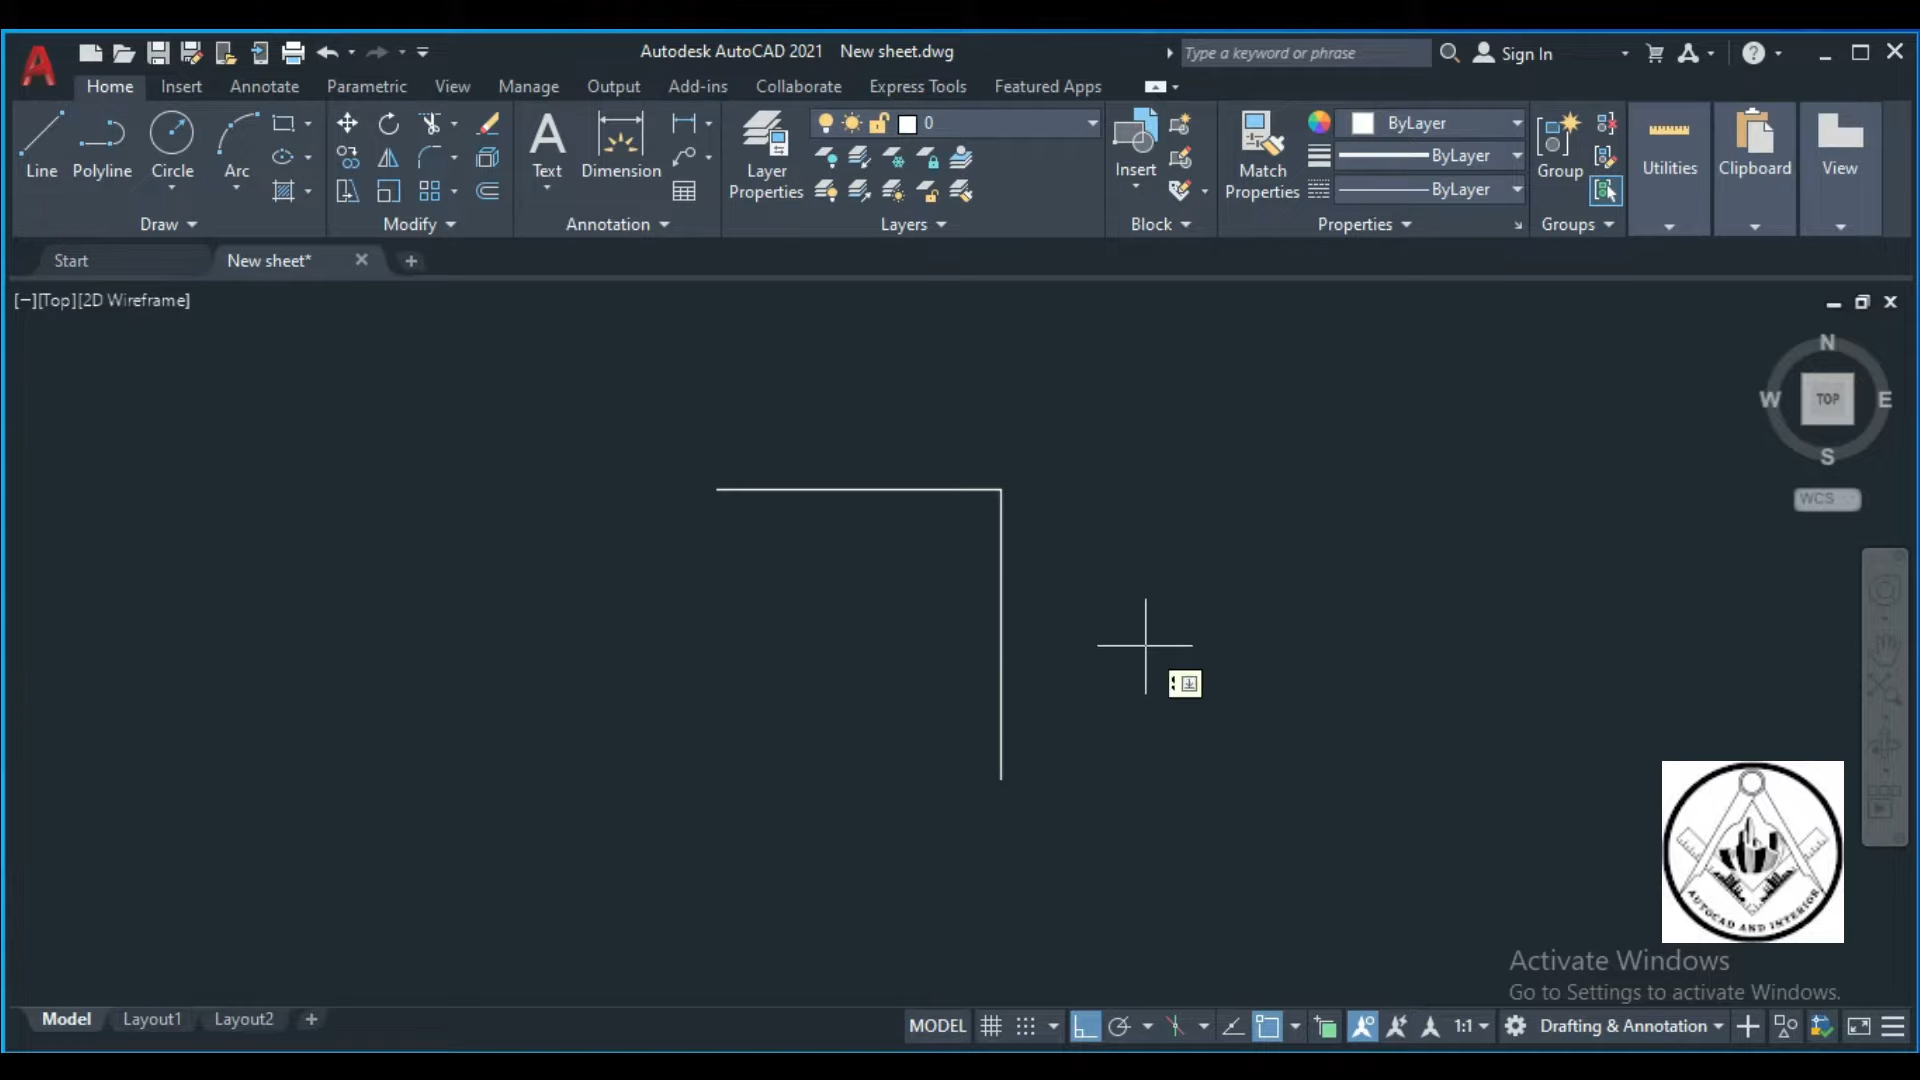 Autodesk AutoCAD 2021 New sheet.dwg
Type a keyword or phrase
Sign In
Home Insert Annotate Parametric View Manage Output Add-ins Collaborate Express Tools Featured Apps
Line Polyline Circle Arc
Text Dimension
Layer Properties
0
Insert
Match Properties
ByLayer
ByLayer
ByLayer
Group
Utilities Clipboard View
Draw Modify Annotation Layers Block Properties Groups
Start New sheet*
[−][Top][2D Wireframe]
N
W TOP E
S
WCS
AUTOCAD AND INTERIOR
Activate Windows
Go to Settings to activate Windows.
Model Layout1 Layout2
MODEL 1:1 Drafting & Annotation